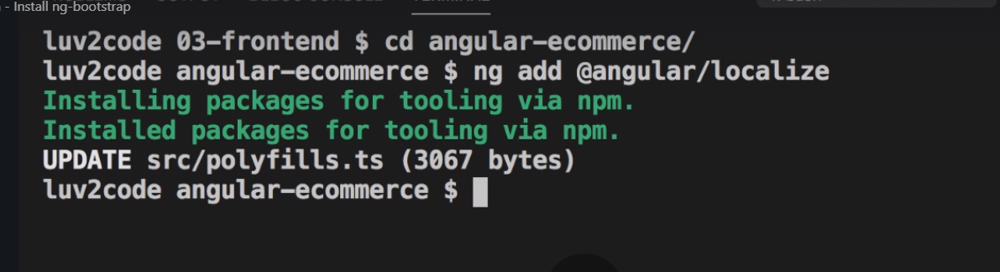 - Install ng-bootstrap
luv2code 03-frontend $ cd angular-ecommerce/
luv2code angular-ecommerce $ ng add @angular/localize
Installing packages for tooling via npm.
Installed packages for tooling via npm.
UPDATE src/polyfills.ts (3067 bytes)
luv2code angular-ecommerce $